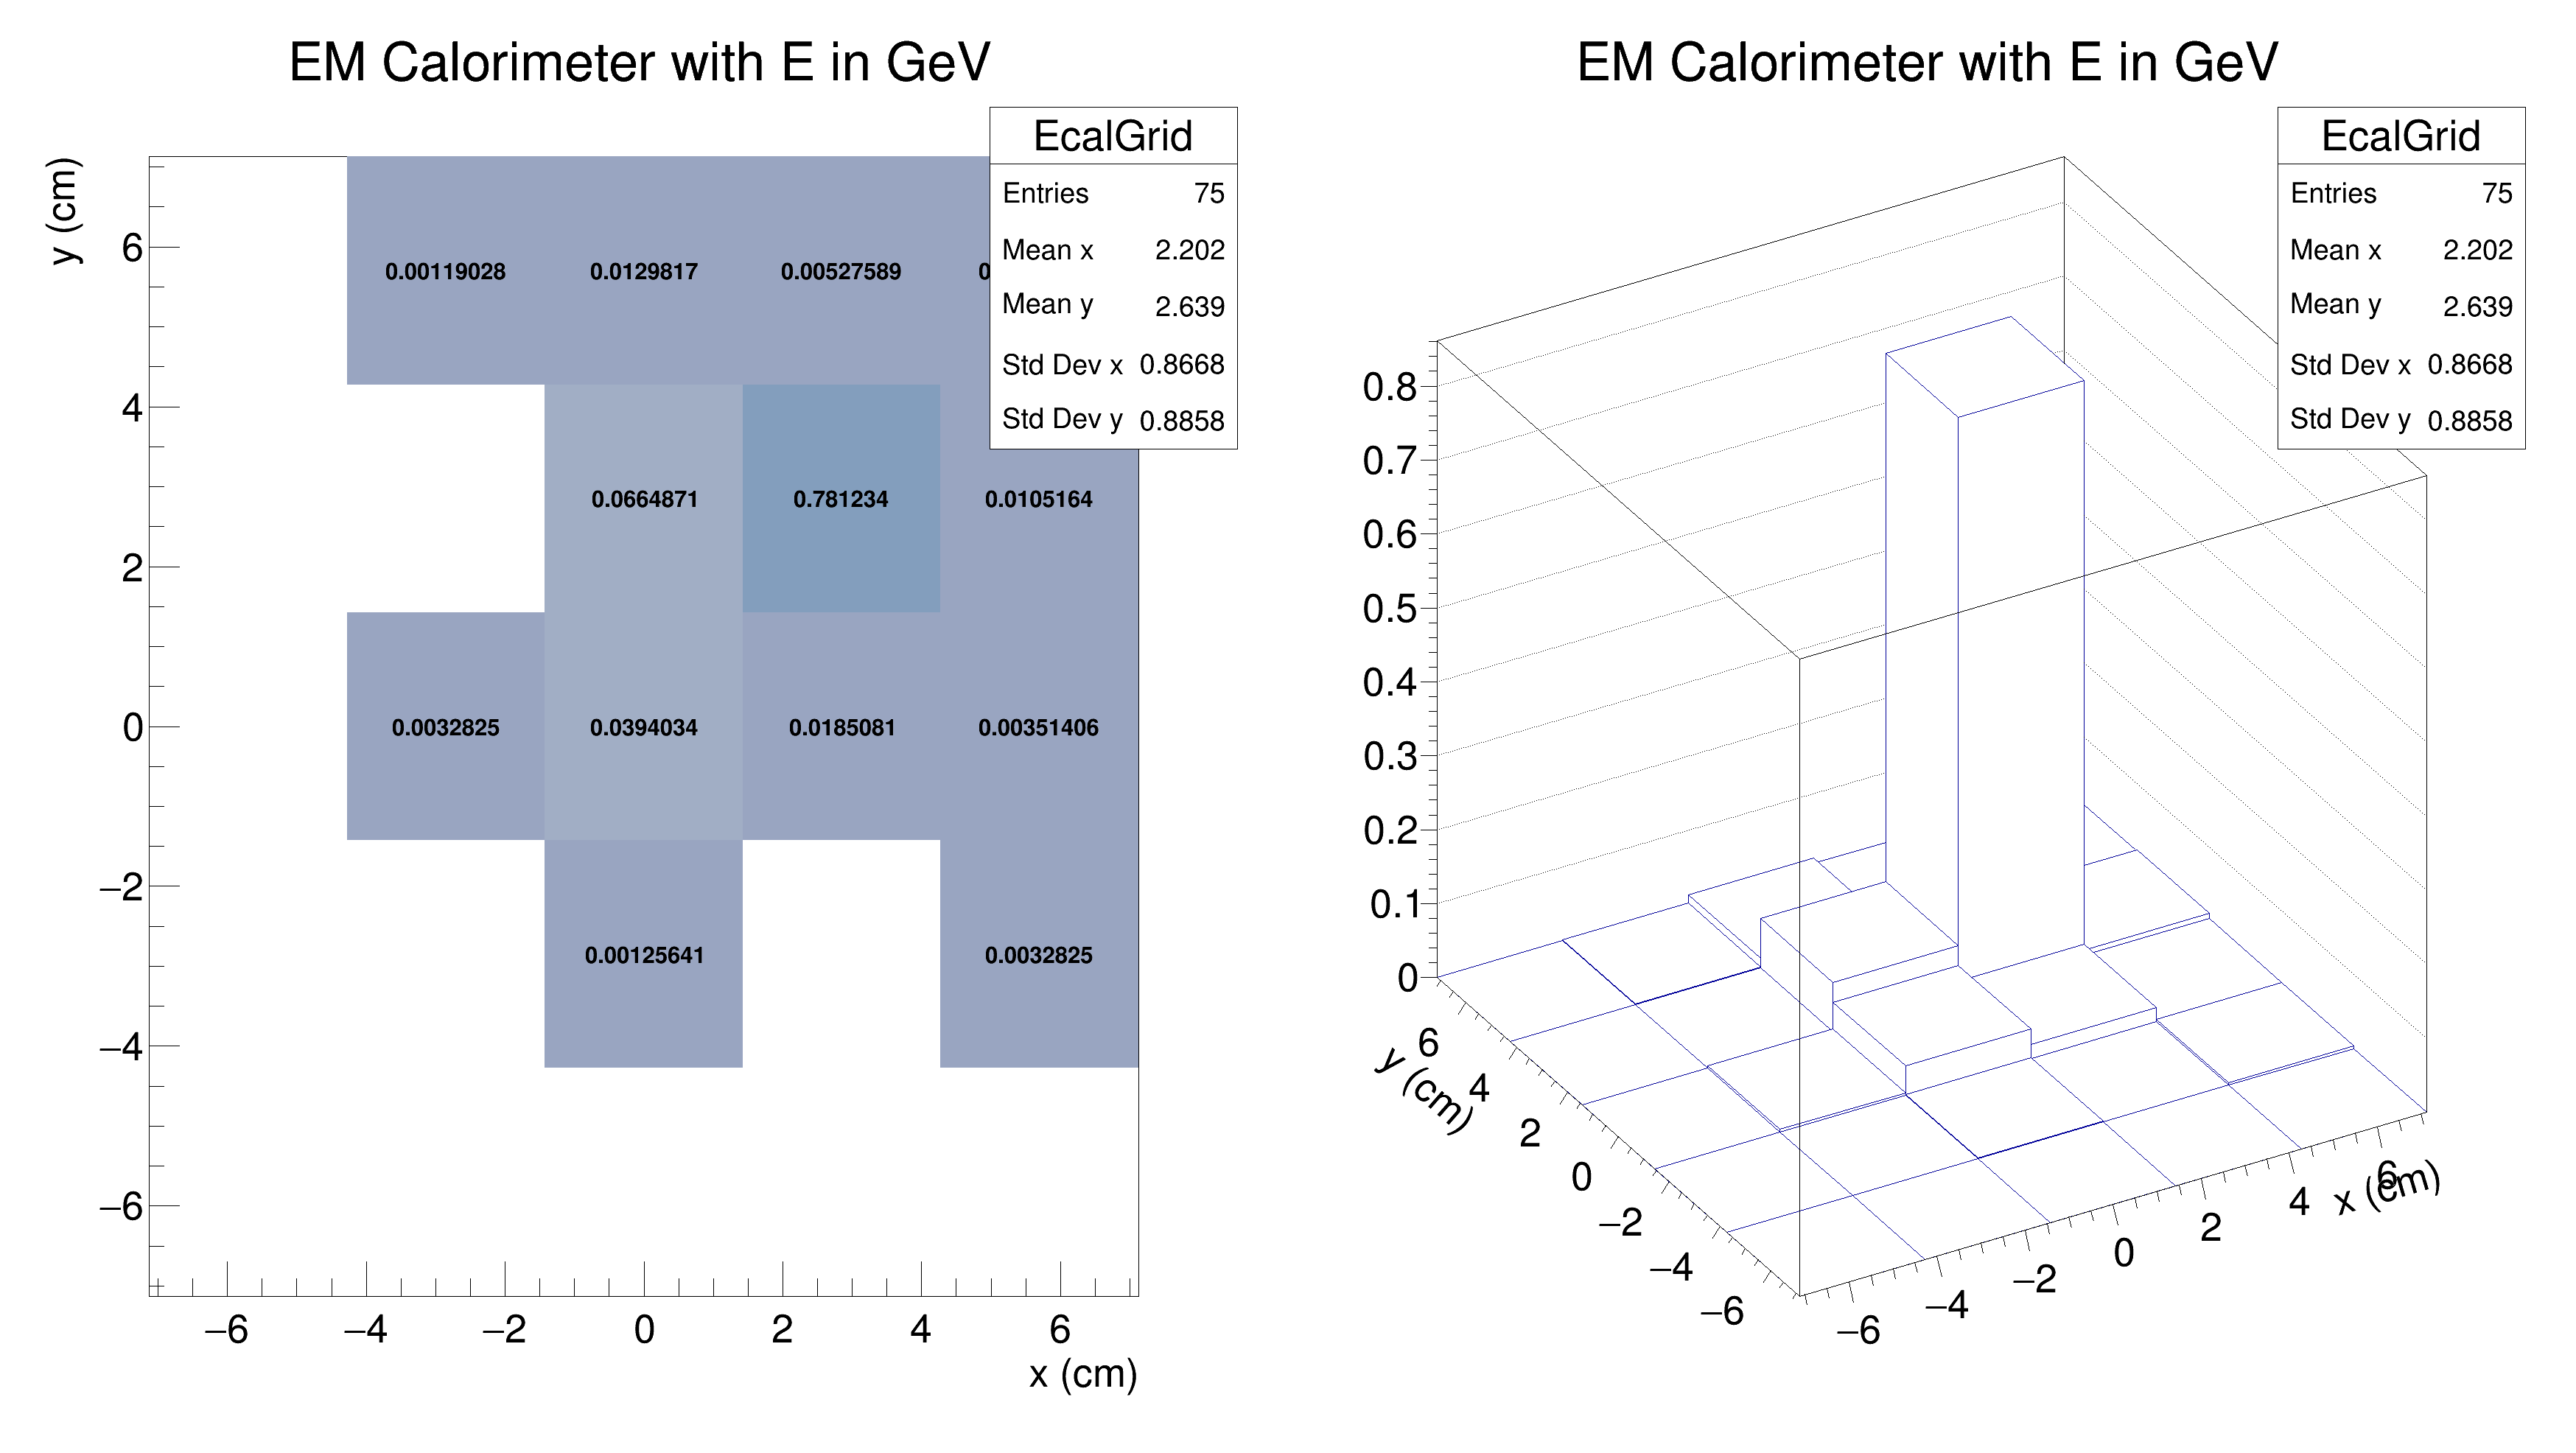 EM Calorimeter with E in GeV
EcalGrid
Entries 75
Mean x 2.202
Mean y 2.639
Std Dev x 0.8668
Std Dev y 0.8858
y (cm)
6
4
2
0
−2
−4
−6
0.00119028 0.0129817 0.00527589
0.0664871 0.781234 0.0105164
0.0032825 0.0394034 0.0185081 0.00351406
0.00125641 0.0032825
−6 −4 −2 0 2 4 6
x (cm)
EM Calorimeter with E in GeV
EcalGrid
Entries 75
Mean x 2.202
Mean y 2.639
Std Dev x 0.8668
Std Dev y 0.8858
0.8
0.7
0.6
0.5
0.4
0.3
0.2
0.1
0
y (cm)
6
4
2
0
−2
−4
−6
−6 −4 −2 0 2 4 6
x (cm)